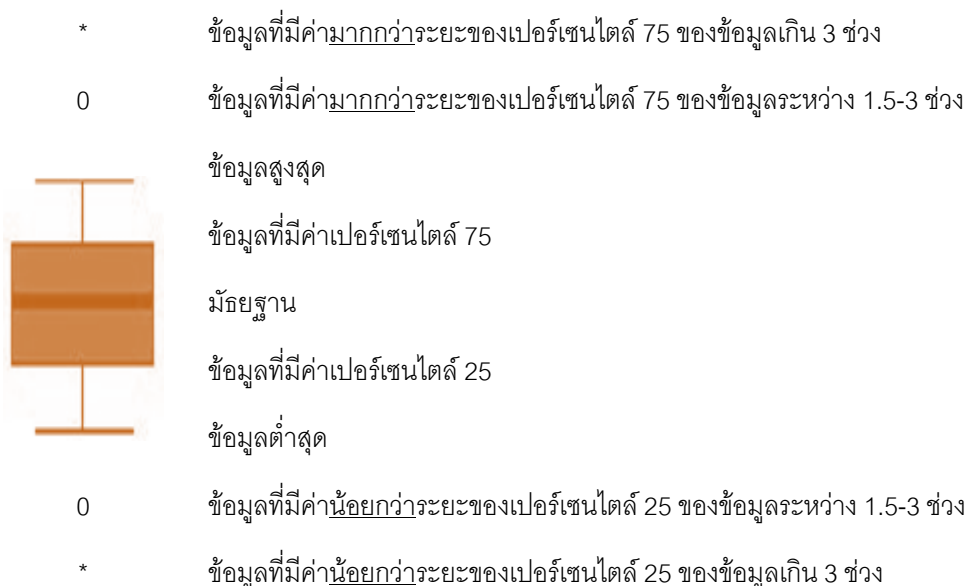 * ข้อมูลที่มีค่ามากกว่าระยะของเปอร์เซนไตล์ 75 ของข้อมูลเกิน 3 ช่วง
0 ข้อมูลที่มีค่ามากกว่าระยะของเปอร์เซนไตล์ 75 ของข้อมูลระหว่าง 1.5-3 ช่วง
ข้อมูลสูงสุด
ข้อมูลที่มีค่าเปอร์เซนไตล์ 75
มัธยฐาน
ข้อมูลที่มีค่าเปอร์เซนไตล์ 25
ข้อมูลต่ำสุด
0 ข้อมูลที่มีค่าน้อยกว่าระยะของเปอร์เซนไตล์ 25 ของข้อมูลระหว่าง 1.5-3 ช่วง
* ข้อมูลที่มีค่าน้อยกว่าระยะของเปอร์เซนไตล์ 25 ของข้อมูลเกิน 3 ช่วง